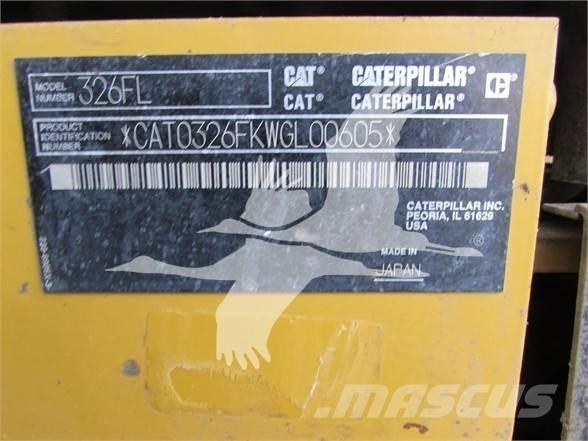 MODEL NUMBER 326FL
CAT® CATERPILLAR® C
CAT® CATERPILLAR®
PRODUCT IDENTIFICATION NUMBER *CAT0326FKWGL00605*
CATERPILLAR INC.
PEORIA, IL 61629
USA
®
MADE IN
JAPAN
MASCUS